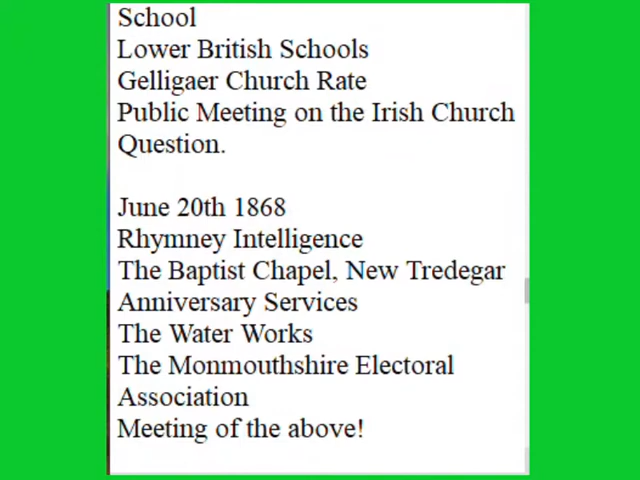 School
Lower British Schools
Gelligaer Church Rate
Public Meeting on the Irish Church
Question.

June 20th 1868
Rhymney Intelligence
The Baptist Chapel, New Tredegar
Anniversary Services
The Water Works
The Monmouthshire Electoral
Association
Meeting of the above!